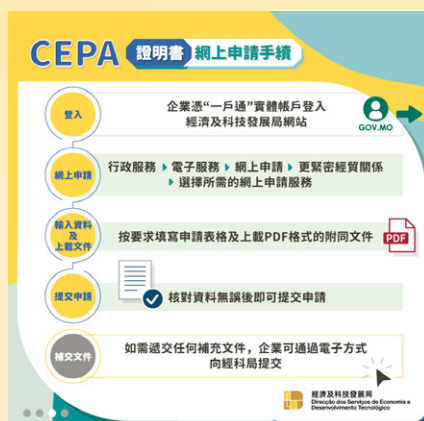 CEPA 證明書 網上申請手續
登入
企業憑“一戶通”實體帳戶登入
經濟及科技發展局網站
GOV.MO
網上申請
行政服務 ▸ 電子服務 ▸ 網上申請 ▸ 更緊密經貿關係
▸ 選擇所需的網上申請服務
輸入資料
及
上載文件
按要求填寫申請表格及上載PDF格式的附同文件
PDF
提交申請
核對資料無誤後即可提交申請
補交文件
如需遞交任何補充文件，企業可通過電子方式
向經科局提交
經濟及科技發展局
Direcção dos Serviços de Economia e
Desenvolvimento Tecnológico